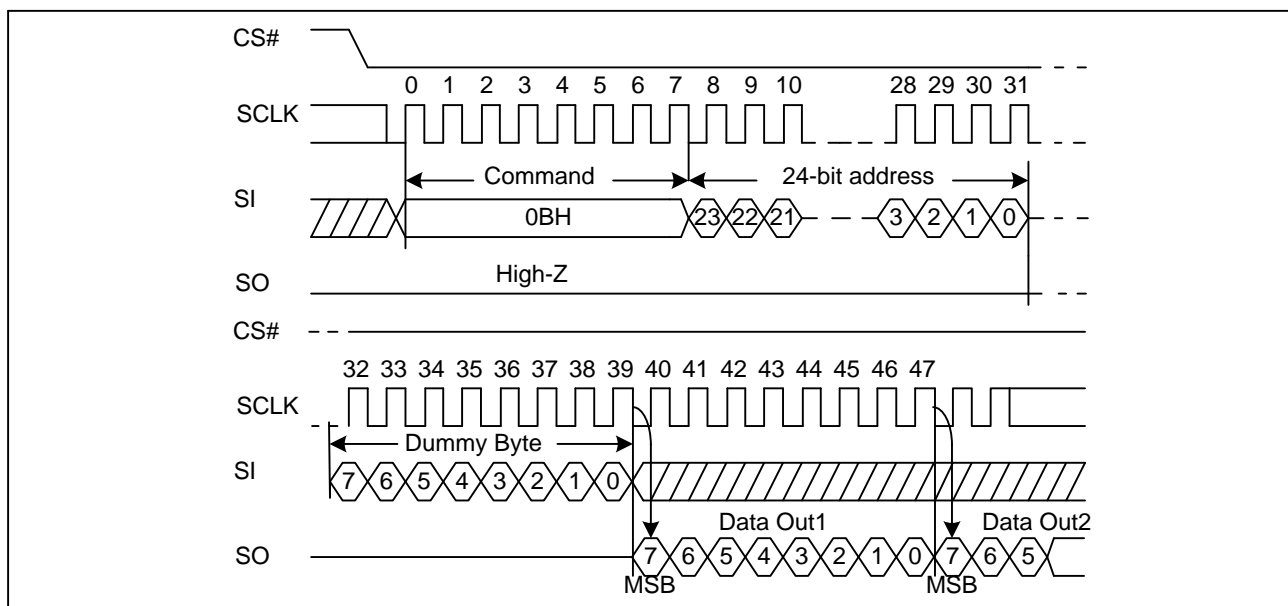 CS#
0 1 2 3 4 5 6 7 8 9 10 28 29 30 31
SCLK
Command 24-bit address
SI
0BH 23 22 21 3 2 1 0
High-Z
SO
CS#
32 33 34 35 36 37 38 39 40 41 42 43 44 45 46 47
SCLK
Dummy Byte
SI
7 6 5 4 3 2 1 0
Data Out1 Data Out2
SO
7 6 5 4 3 2 1 0 7 6 5
MSB MSB